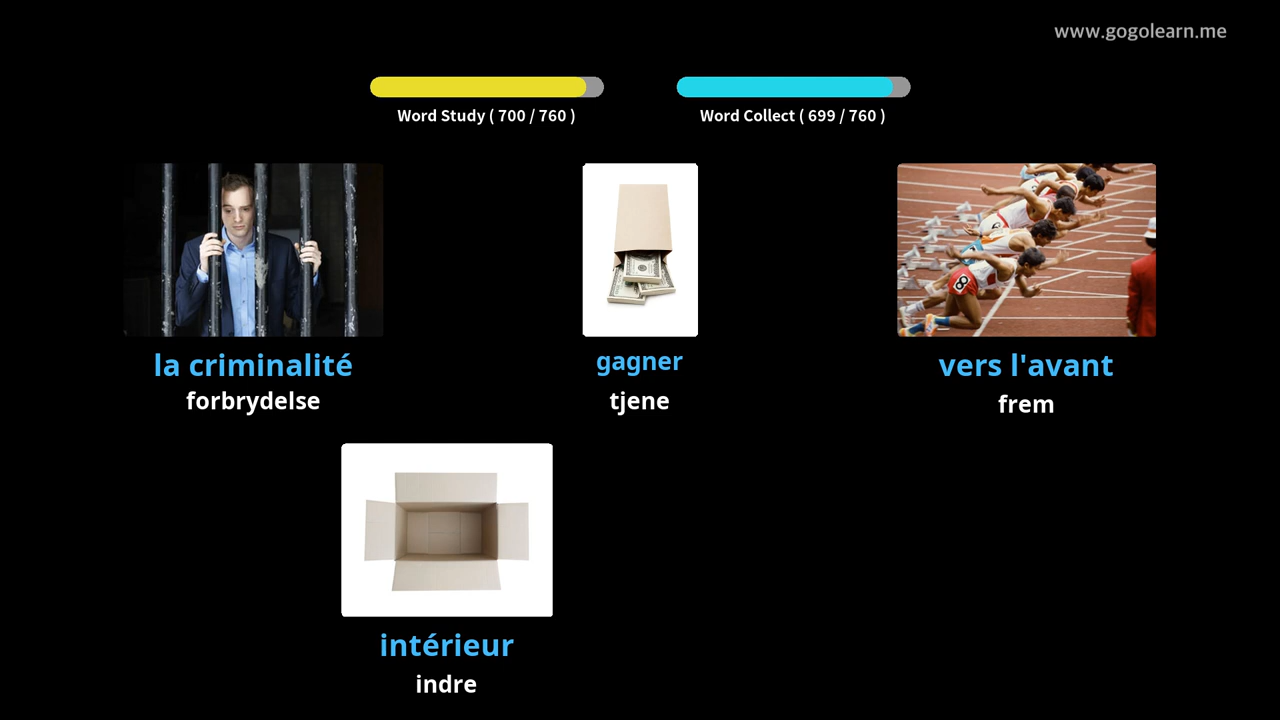 www.gogolearn.me
Word Study ( 700 / 760 )
Word Collect ( 699 / 760 )
la criminalité
forbrydelse
gagner
tjene
vers l'avant
frem
8
intérieur
indre